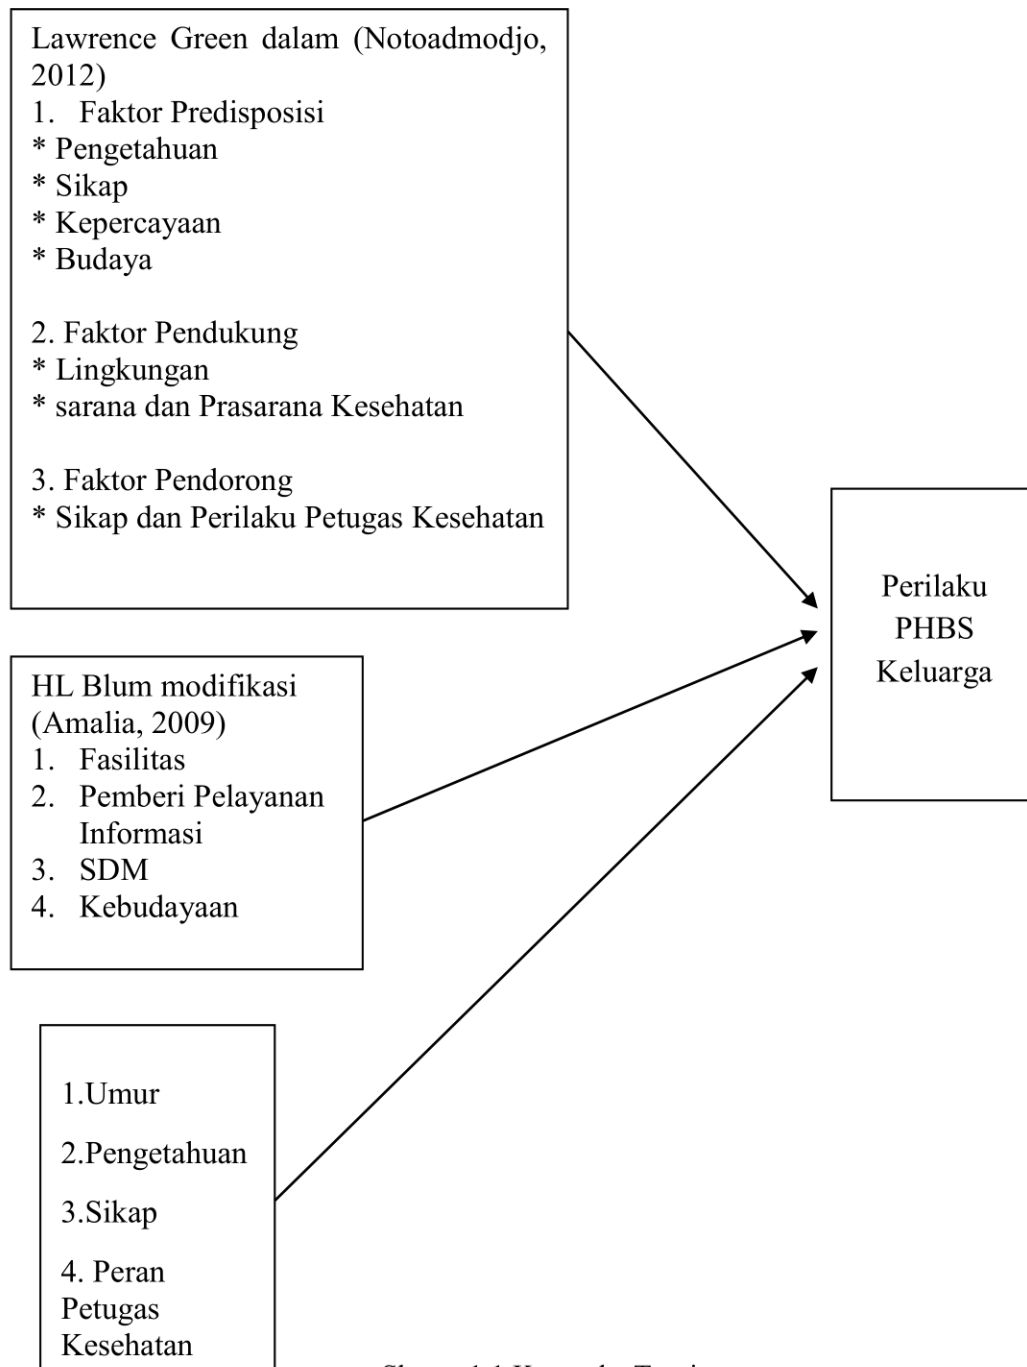 Lawrence Green dalam (Notoadmodjo,
2012)
1. Faktor Predisposisi
* Pengetahuan
* Sikap
* Kepercayaan
* Budaya
2. Faktor Pendukung
* Lingkungan
* sarana dan Prasarana Kesehatan
3. Faktor Pendorong
* Sikap dan Perilaku Petugas Kesehatan
Perilaku
PHBS
Keluarga
HL Blum modifikasi
(Amalia, 2009)
1. Fasilitas
2. Pemberi Pelayanan
Informasi
3. SDM
4. Kebudayaan
1.Umur
2.Pengetahuan
3.Sikap
4. Peran
Petugas
Kesehatan